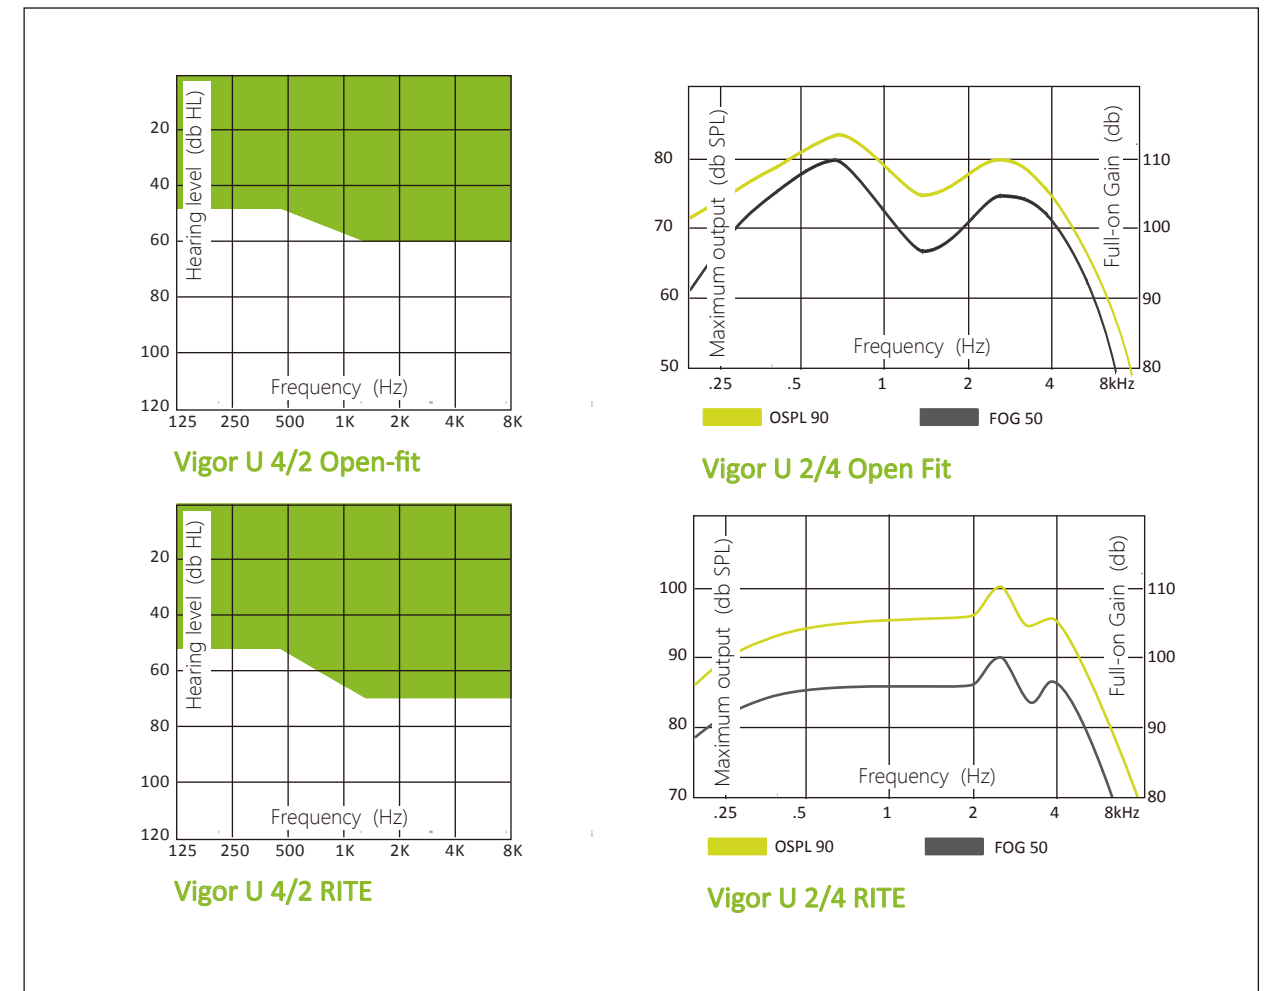 Hearing level (db HL)
20
40
60
80
100
120
Frequency (Hz)
125 250 500 1K 2K 4K 8K
Vigor U 4/2 Open-fit
Maximum output (db SPL)
80
70
60
50
Full-on Gain (db)
110
100
90
80
Frequency (Hz)
.25 .5 1 2 4 8kHz
OSPL 90 FOG 50
Vigor U 2/4 Open Fit
Hearing level (db HL)
20
40
60
80
100
120
Frequency (Hz)
125 250 500 1K 2K 4K 8K
Vigor U 4/2 RITE
Maximum output (db SPL)
100
90
80
70
Full-on Gain (db)
110
100
90
80
Frequency (Hz)
.25 .5 1 2 4 8kHz
OSPL 90 FOG 50
Vigor U 2/4 RITE